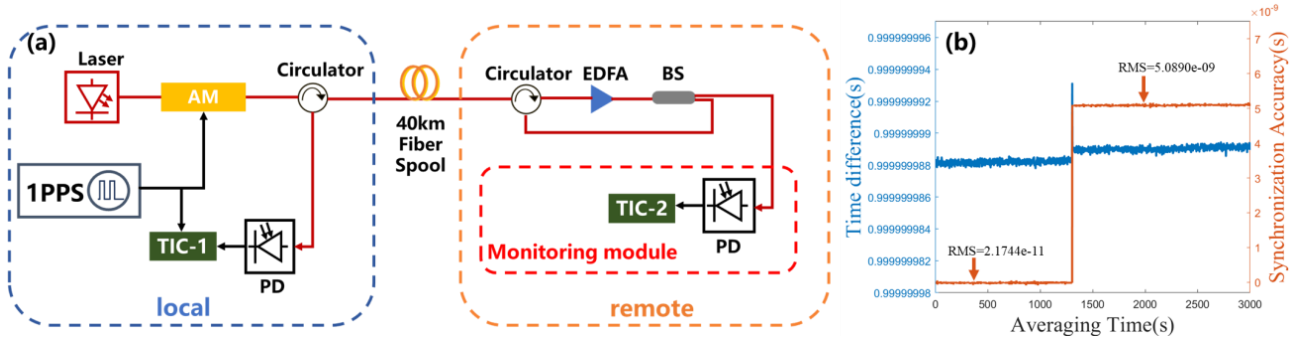 (a)
Laser
AM
Circulator
40km
Fiber
Spool
Circulator
EDFA
BS
1PPS
TIC-1
PD
TIC-2
PD
Monitoring module
local
remote
(b)
×10⁻⁹
Time difference(s)
0.999999996
0.999999994
0.999999992
0.99999999
0.999999988
0.999999986
0.999999984
0.999999982
0.99999998
RMS=5.0890e-09
RMS=2.1744e-11
7
6
5
4
3
2
1
0
Synchronization Accuracy(s)
0
500
1000
1500
2000
2500
3000
Averaging Time(s)